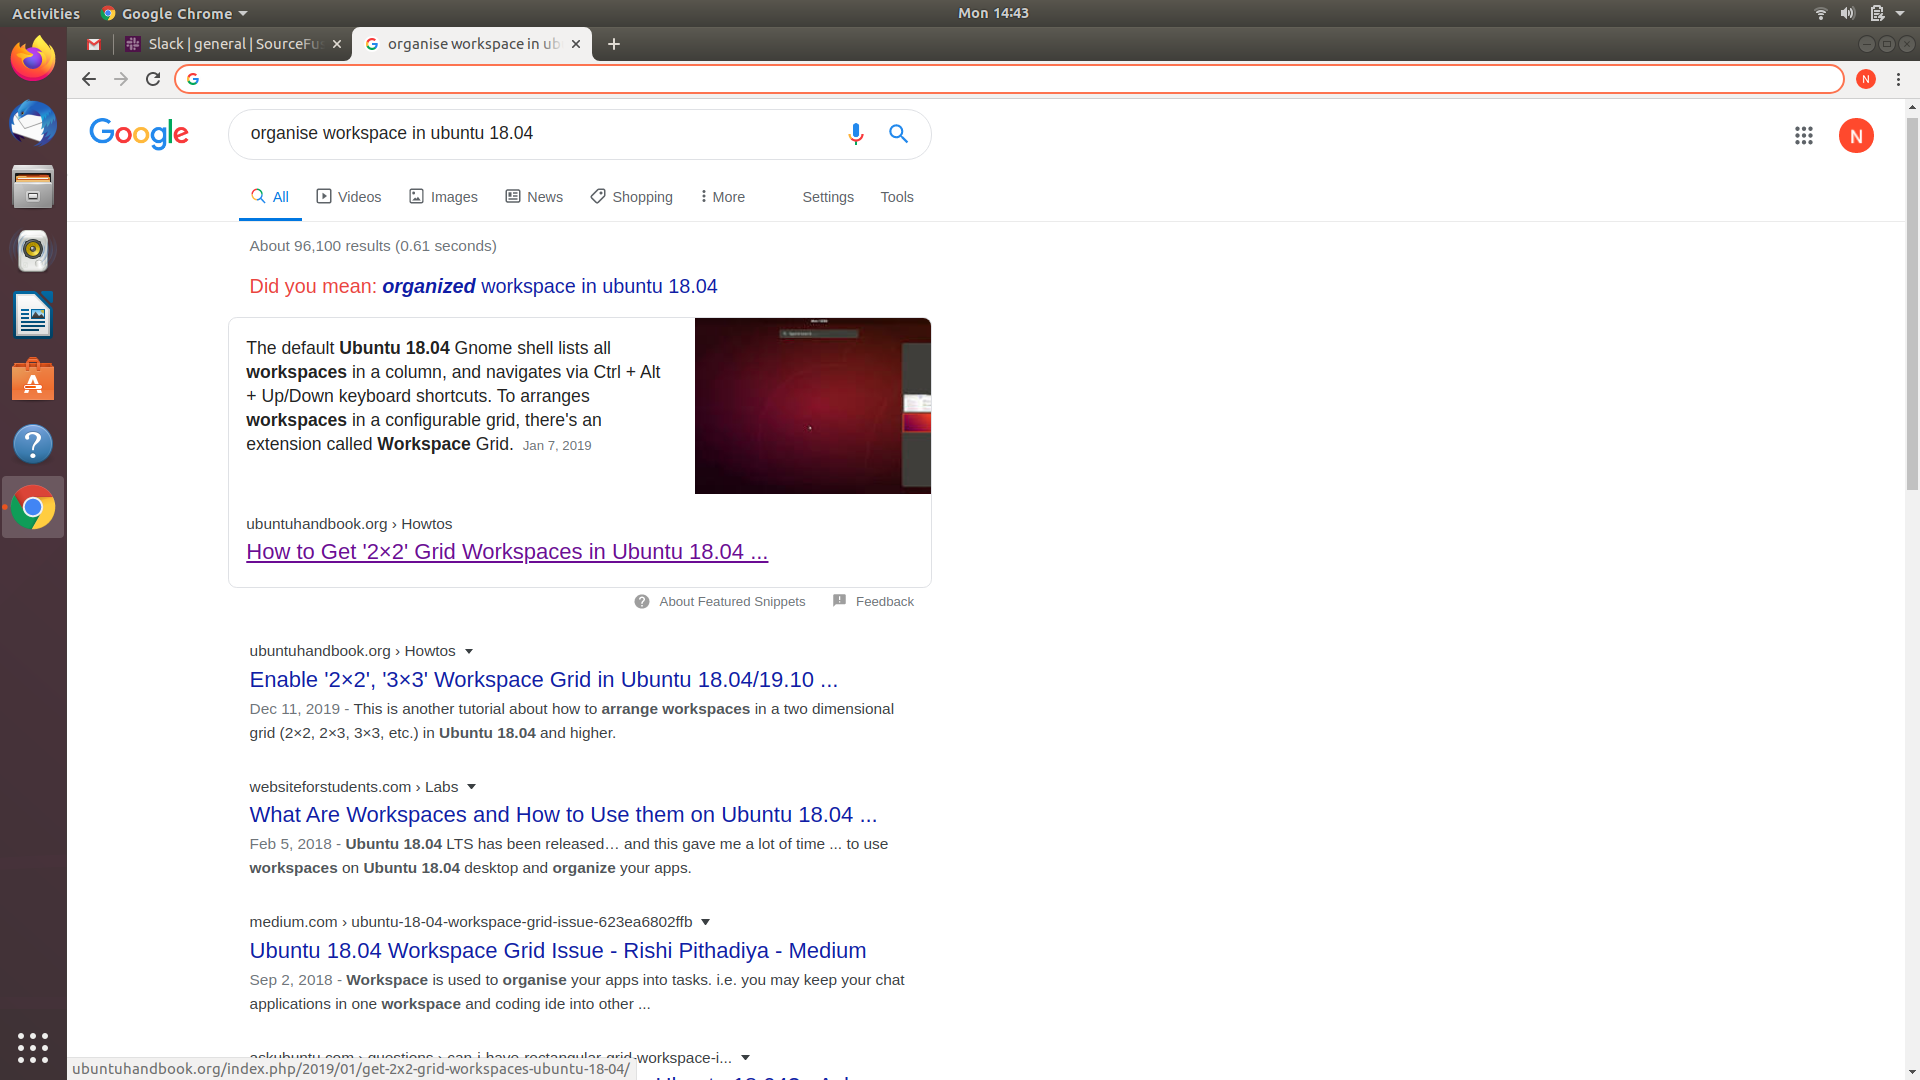 Activities
Google Chrome
Mon 14:43
Slack | general | SourceFu
organise workspace in ub
N
Google
organise workspace in ubuntu 18.04
N
All
Videos
Images
News
Shopping
More
Settings
Tools
About 96,100 results (0.61 seconds)
Did you mean: organized workspace in ubuntu 18.04
The default Ubuntu 18.04 Gnome shell lists all
workspaces in a column, and navigates via Ctrl + Alt
+ Up/Down keyboard shortcuts. To arranges
workspaces in a configurable grid, there's an
extension called Workspace Grid. Jan 7, 2019
ubuntuhandbook.org › Howtos
How to Get '2×2' Grid Workspaces in Ubuntu 18.04 ...
About Featured Snippets
Feedback
ubuntuhandbook.org › Howtos
Enable '2×2', '3×3' Workspace Grid in Ubuntu 18.04/19.10 ...
Dec 11, 2019 - This is another tutorial about how to arrange workspaces in a two dimensional
grid (2×2, 2×3, 3×3, etc.) in Ubuntu 18.04 and higher.
websiteforstudents.com › Labs
What Are Workspaces and How to Use them on Ubuntu 18.04 ...
Feb 5, 2018 - Ubuntu 18.04 LTS has been released… and this gave me a lot of time ... to use
workspaces on Ubuntu 18.04 desktop and organize your apps.
medium.com › ubuntu-18-04-workspace-grid-issue-623ea6802ffb
Ubuntu 18.04 Workspace Grid Issue - Rishi Pithadiya - Medium
Sep 2, 2018 - Workspace is used to organise your apps into tasks. i.e. you may keep your chat
applications in one workspace and coding ide into other ...
askubuntu.com › questions › can-i-have-rectangular-grid-workspace-i...
ubuntuhandbook.org/index.php/2019/01/get-2x2-grid-workspaces-ubuntu-18-04/